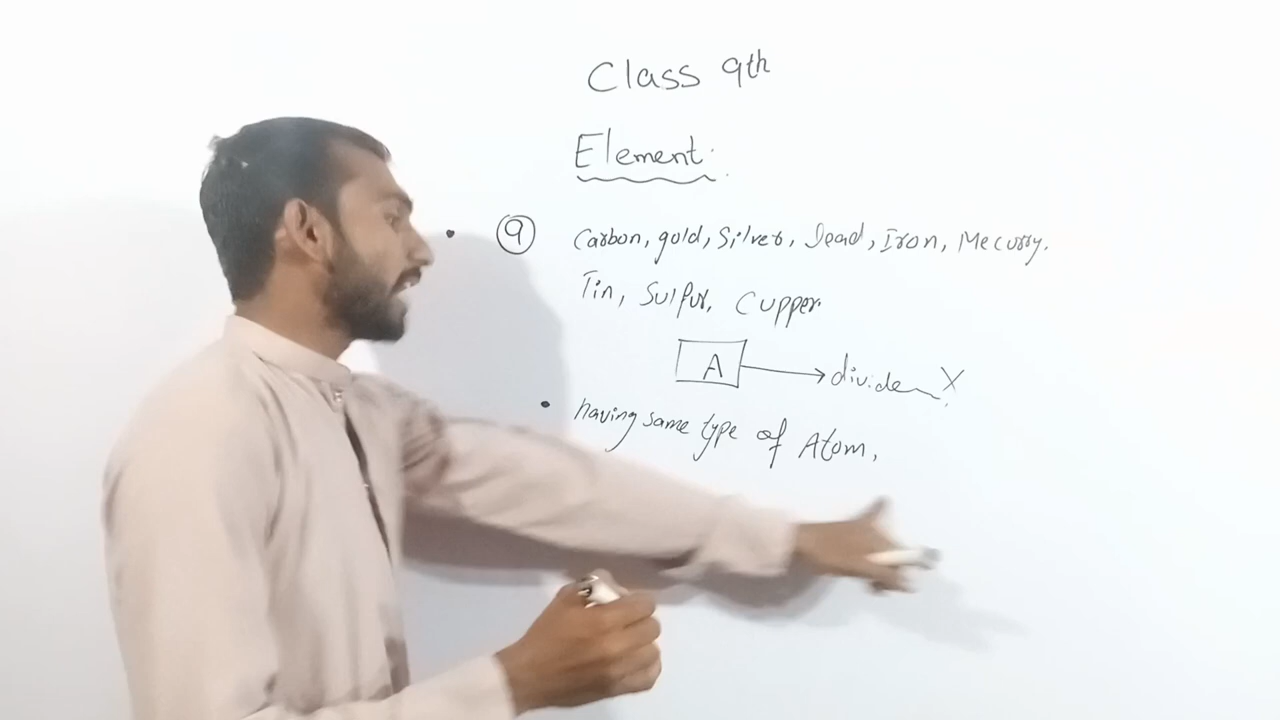 Class 9th
Element.
• 9 Carbon, gold, Silver, Lead, Iron, Mecurry.
Tin, Sulfur, Cupper
A → divide X
• having same type of Atom,